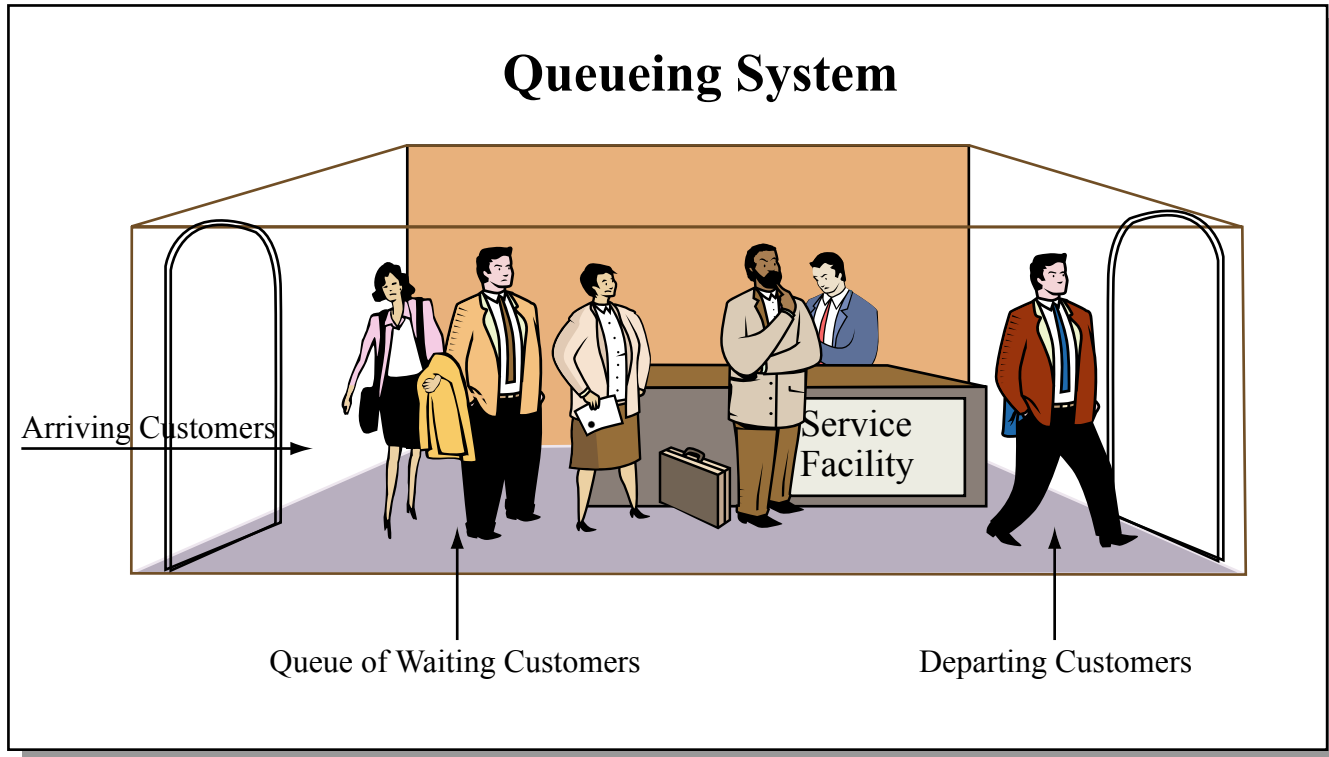 Queueing System
Arriving Customers
Service
Facility
Queue of Waiting Customers
Departing Customers